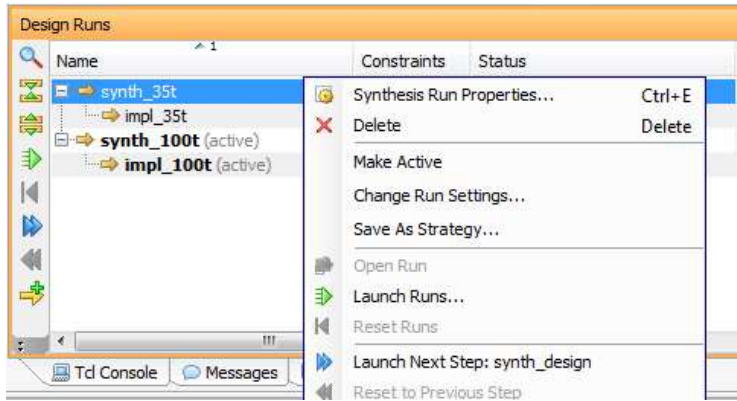 Design Runs
1
Name Constraints Status
synth_35t
impl_35t
synth_100t (active)
impl_100t (active)
Synthesis Run Properties... Ctrl+E
Delete Delete
Make Active
Change Run Settings...
Save As Strategy...
Open Run
Launch Runs...
Reset Runs
Launch Next Step: synth_design
Reset to Previous Step
Tcl Console Messages